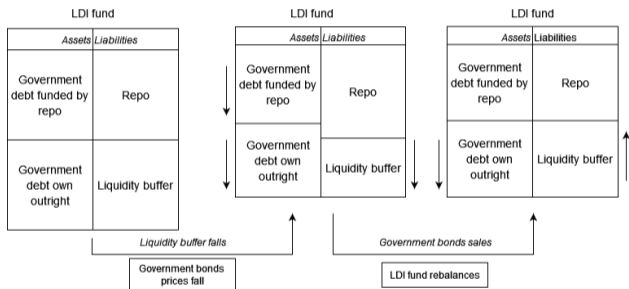 LDI fund
Assets Liabilities
Government
debt funded by
repo
Repo
Government
debt own
outright
Liquidity buffer
LDI fund
Assets Liabilities
Government
debt funded by
repo
Repo
Government
debt own
outright
Liquidity buffer
LDI fund
Assets Liabilities
Government
debt funded by
repo
Repo
Government
debt own
outright
Liquidity buffer
Liquidity buffer falls
Government bonds
prices fall
Government bonds sales
LDI fund rebalances